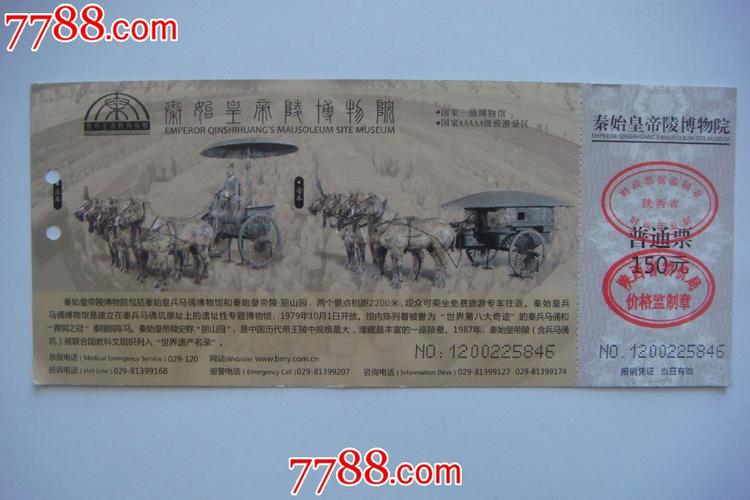 7788.com
秦始皇帝陵博物院
EMPEROR QINSHIHUANG'S MAUSOLEUM SITE MUSEUM
•国家一级博物馆
•国家AAAAA级旅游景区
秦始皇帝陵博物院包括秦始皇兵马俑博物馆和秦始皇帝陵·丽山园,两个景点相距2200米,观众可乘坐免费旅游专车往返。秦始皇兵
马俑博物馆是建立在秦兵马俑坑原址上的遗址性专题博物馆,1979年10月1日开放。馆内陈列着被誉为“世界第八大奇迹”的秦兵马俑和
“青铜之冠”秦陵铜车马。秦始皇帝陵史称“丽山园”,是中国历代帝王陵中规模最大,埋藏最丰富的一座陵墓。1987年,秦始皇帝陵(含兵马俑
坑)被联合国教科文组织列入“世界遗产名录”。
NO:1200225846
急救电话 (Medical Emergency Service) 029-120
网站(Website) www.bmy.com.cn
投诉电话 (Hot Line) 029-81399168
报警电话 (Emergency Call) 029-81399207
咨询电话 (Information Desk) 029-81399174
秦始皇帝陵博物院
EMPEROR QINSHIHUANG'S MAUSOLEUM SITE MUSEUM
陕西省
普通票
150元
价格监制章
NO:1200225846
报销凭证 当日有效
7788.com